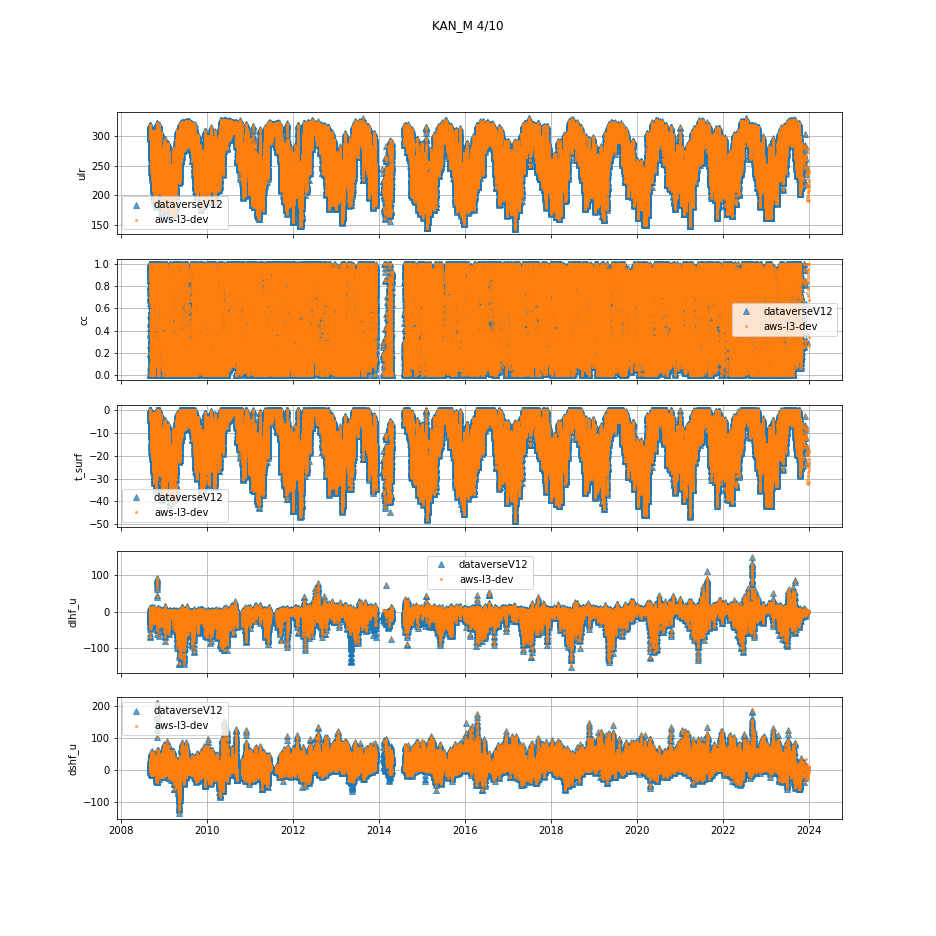 KAN_M 4/10
300
250
200
150
ulr
dataverseV12
aws-l3-dev
1.0
0.8
0.6
0.4
0.2
0.0
cc
dataverseV12
aws-l3-dev
0
−10
−20
−30
−40
−50
t_surf
dataverseV12
aws-l3-dev
100
0
−100
dlhf_u
dataverseV12
aws-l3-dev
200
100
0
−100
dshf_u
dataverseV12
aws-l3-dev
2008 2010 2012 2014 2016 2018 2020 2022 2024